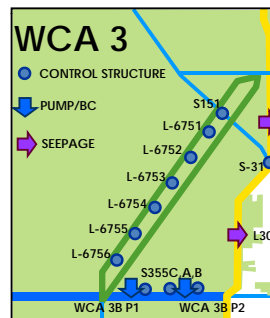 WCA 3
CONTROL STRUCTURE
PUMP/BC
SEEPAGE
S151
L-6751
L-6752
L-6753
L-6754
L-6755
L-6756
S-31
L30
S355C,A,B
WCA 3B P1
WCA 3B P2